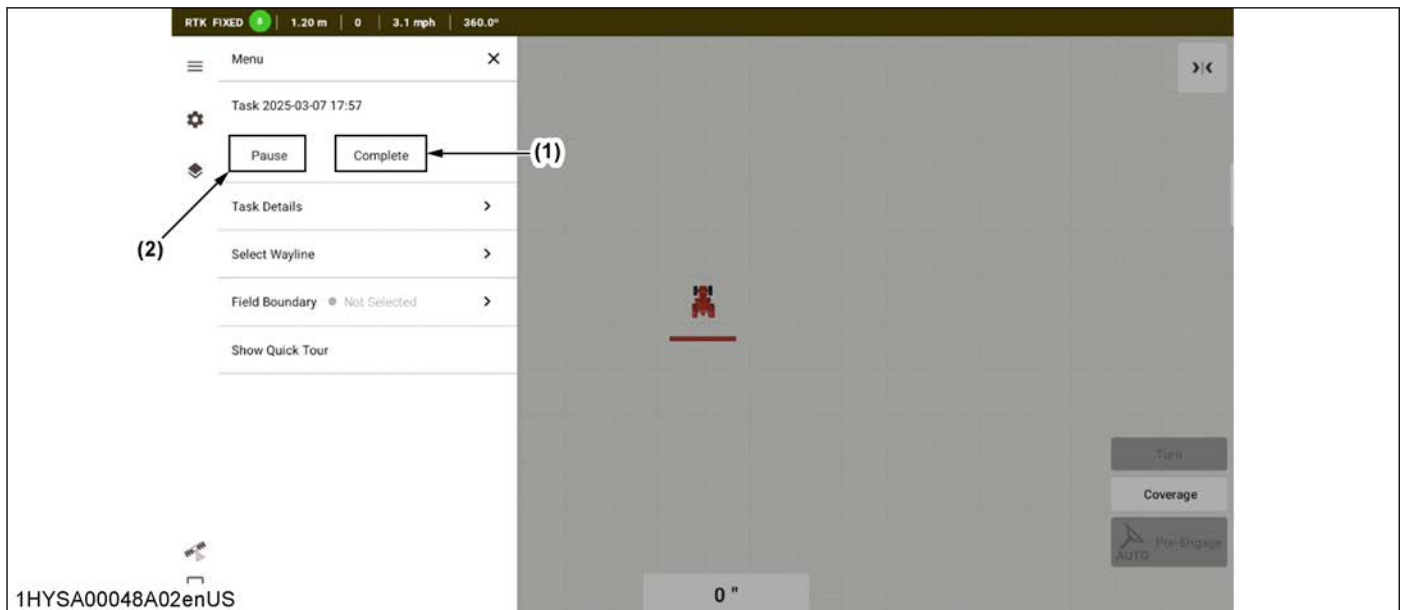 RTK FIXED 8 | 1.20 m | 0 | 3.1 mph | 360.0°
Menu
Task 2025-03-07 17:57
Pause Complete
(1)
Task Details
(2)
Select Wayline
Field Boundary Not Selected
Show Quick Tour
Turn
Coverage
AUTO Pre-Engage
0 "
1HYSA00048A02enUS